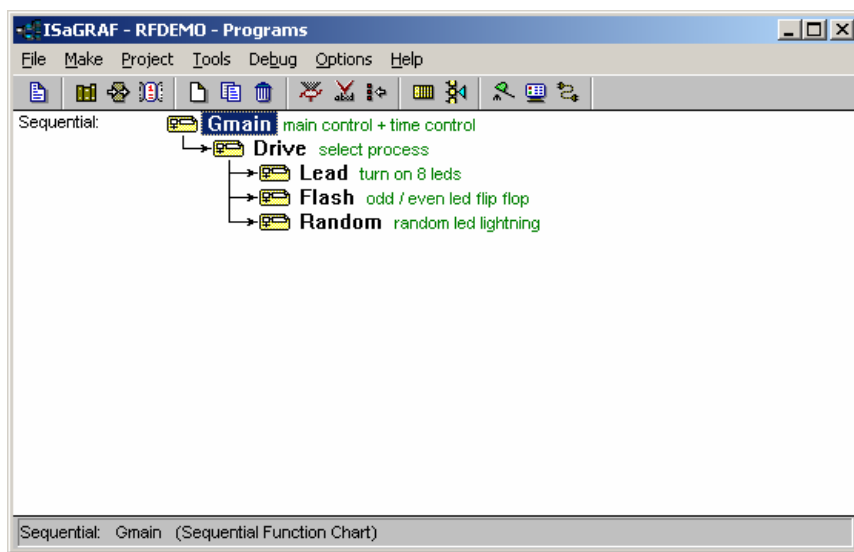 ISaGRAF - RFDEMO - Programs
File Make Project Tools Debug Options Help
Sequential: Gmain main control + time control
Drive select process
Lead turn on 8 leds
Flash odd / even led flip flop
Random random led lightning
Sequential: Gmain (Sequential Function Chart)